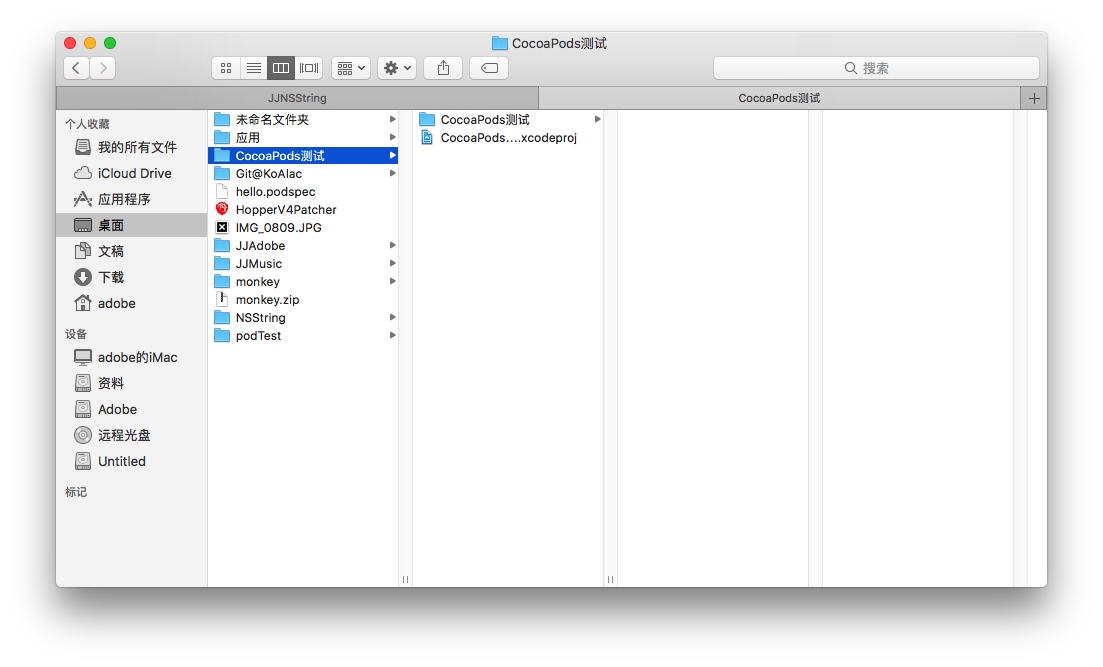 CocoaPods测试
搜索
JJNSString
CocoaPods测试
个人收藏
我的所有文件
iCloud Drive
应用程序
桌面
文稿
下载
adobe
设备
adobe的iMac
资料
Adobe
远程光盘
Untitled
标记
未命名文件夹
应用
CocoaPods测试
Git@KoAlac
hello.podspec
HopperV4Patcher
IMG_0809.JPG
JJAdobe
JJMusic
monkey
monkey.zip
NSString
podTest
CocoaPods测试
CocoaPods....xcodeproj